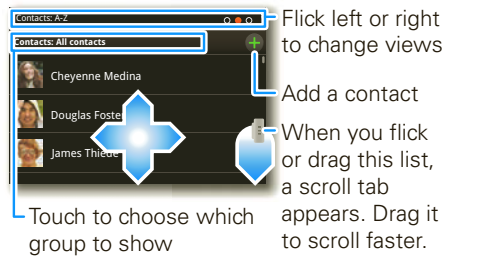 Contacts: A-Z
Flick left or right
to change views
Contacts: All contacts
Cheyenne Medina
Add a contact
Douglas Foste
When you flick
or drag this list,
a scroll tab
appears. Drag it
to scroll faster.
James Thiede
Touch to choose which
group to show